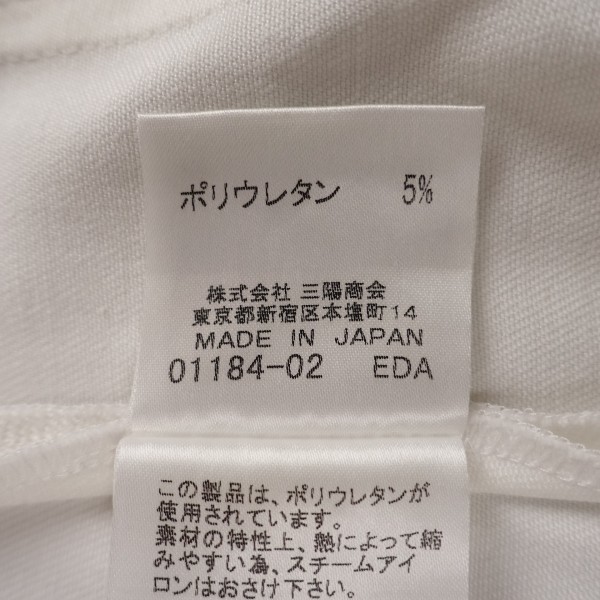 ポリウレタン 5%
株式会社 三陽商会
東京都新宿区本塩町14
MADE IN JAPAN
01184-02 EDA
この製品は、ポリウレタンが
使用されています。
素材の特性上、熱によって縮
みやすい為、スチームアイ
ロンはおさけ下さい。